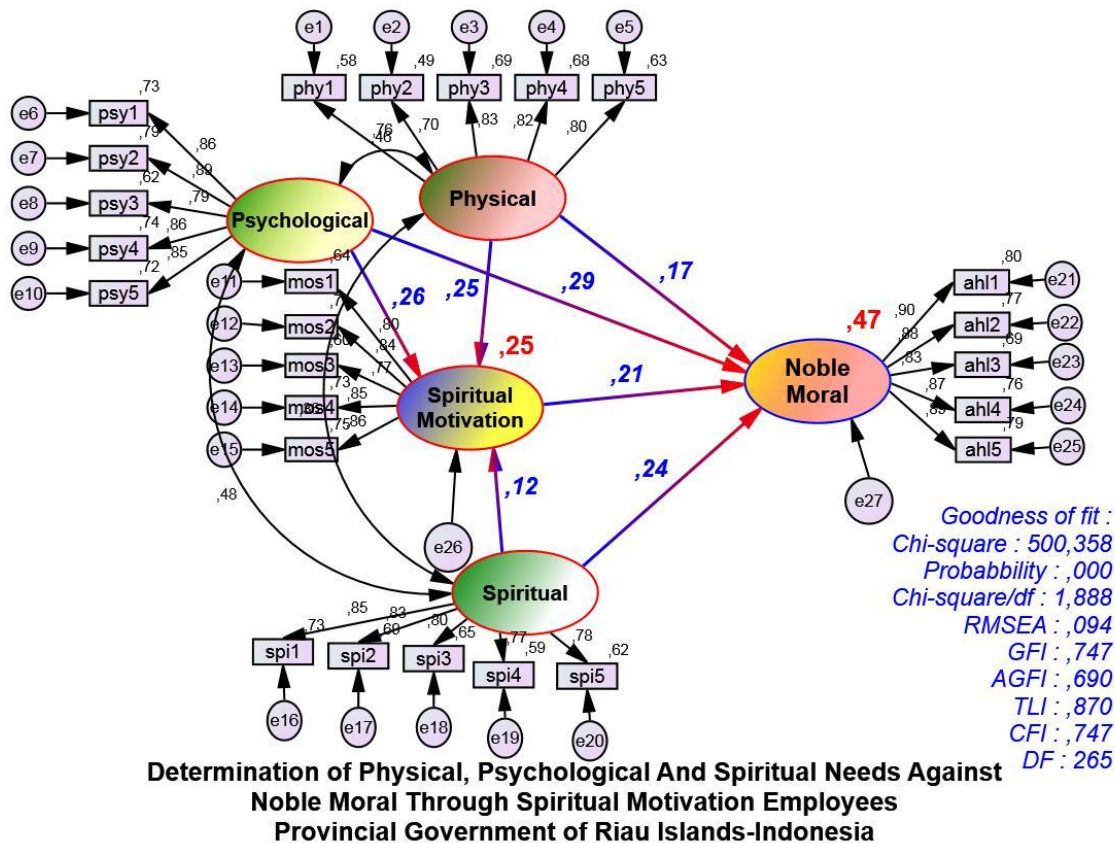 e1 e2 e3 e4 e5
,58 ,49 ,69 ,68 ,63
phy1 phy2 phy3 phy4 phy5
,76 ,70 ,83 ,82 ,80
,46
e6 psy1 ,73
e7 psy2 ,79
e8 psy3 ,62
e9 psy4 ,74
e10 psy5 ,72
,86
,89
,79
,86
,85
Physical
Psychological
,26 ,25 ,29 ,17
e11 mos1 ,64
e12 mos2
e13 mos3 ,60
e14 mos4 ,73
e15 mos5 ,75
,80
,84
,77
,85
,86
,25
Spiritual
Motivation
,21
,47
Noble
Moral
,90
,88
,83
,87
ahl1 ,80 e21
ahl2 ,77 e22
ahl3 ,69 e23
ahl4 ,76 e24
ahl5 ,79 e25
,48
,12
,24
e26
e27
Spiritual
,85 ,83 ,80 ,77 ,78
,73 ,69 ,65 ,59 ,62
spi1 spi2 spi3 spi4 spi5
e16 e17 e18 e19 e20
Goodness of fit :
Chi-square : 500,358
Probabbility : ,000
Chi-square/df : 1,888
RMSEA : ,094
GFI : ,747
AGFI : ,690
TLI : ,870
CFI : ,747
DF : 265
Determination of Physical, Psychological And Spiritual Needs Against
Noble Moral Through Spiritual Motivation Employees
Provincial Government of Riau Islands-Indonesia